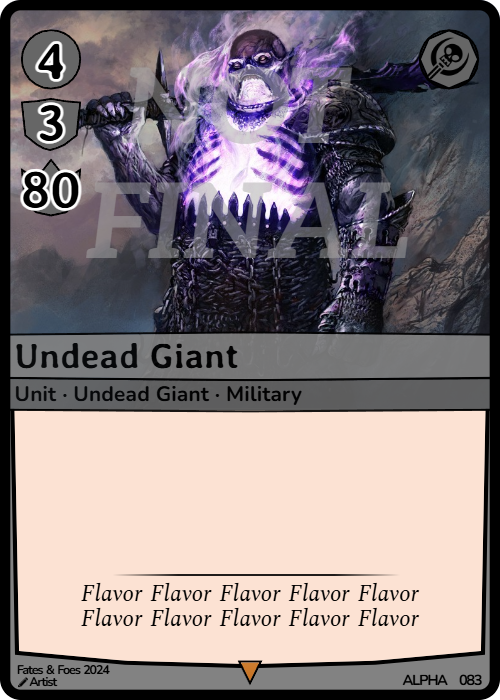 4
3
80
NOT
FINAL
Undead Giant
Unit · Undead Giant · Military
Flavor Flavor Flavor Flavor Flavor
Flavor Flavor Flavor Flavor Flavor
Fates & Foes 2024
Artist
ALPHA 083